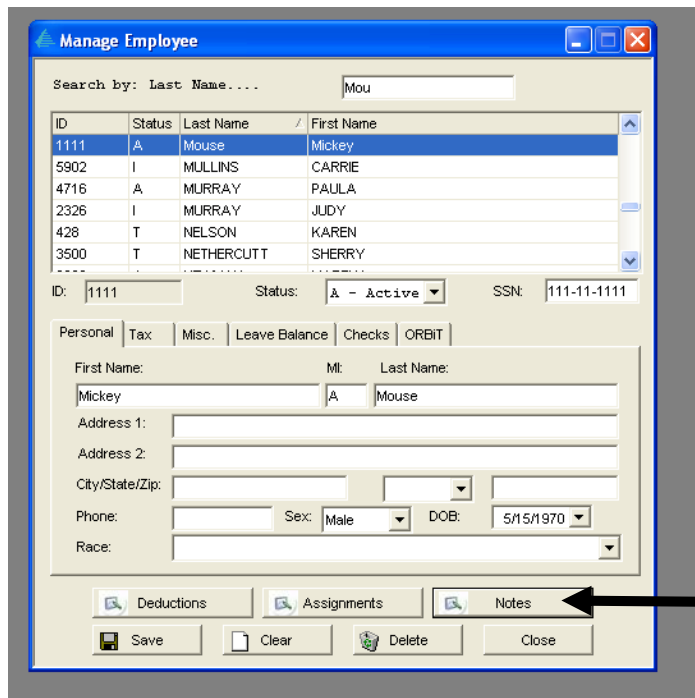 Manage Employee
Search by: Last Name.... Mou
ID Status Last Name First Name
1111 A Mouse Mickey
5902 I MULLINS CARRIE
4716 A MURRAY PAULA
2326 I MURRAY JUDY
428 T NELSON KAREN
3500 T NETHERCUTT SHERRY
ID: 1111 Status: A - Active SSN: 111-11-1111
Personal Tax Misc. Leave Balance Checks ORBiT
First Name: MI: Last Name:
Mickey A Mouse
Address 1:
Address 2:
City/State/Zip:
Phone: Sex: Male DOB: 5/15/1970
Race:
Deductions Assignments Notes
Save Clear Delete Close